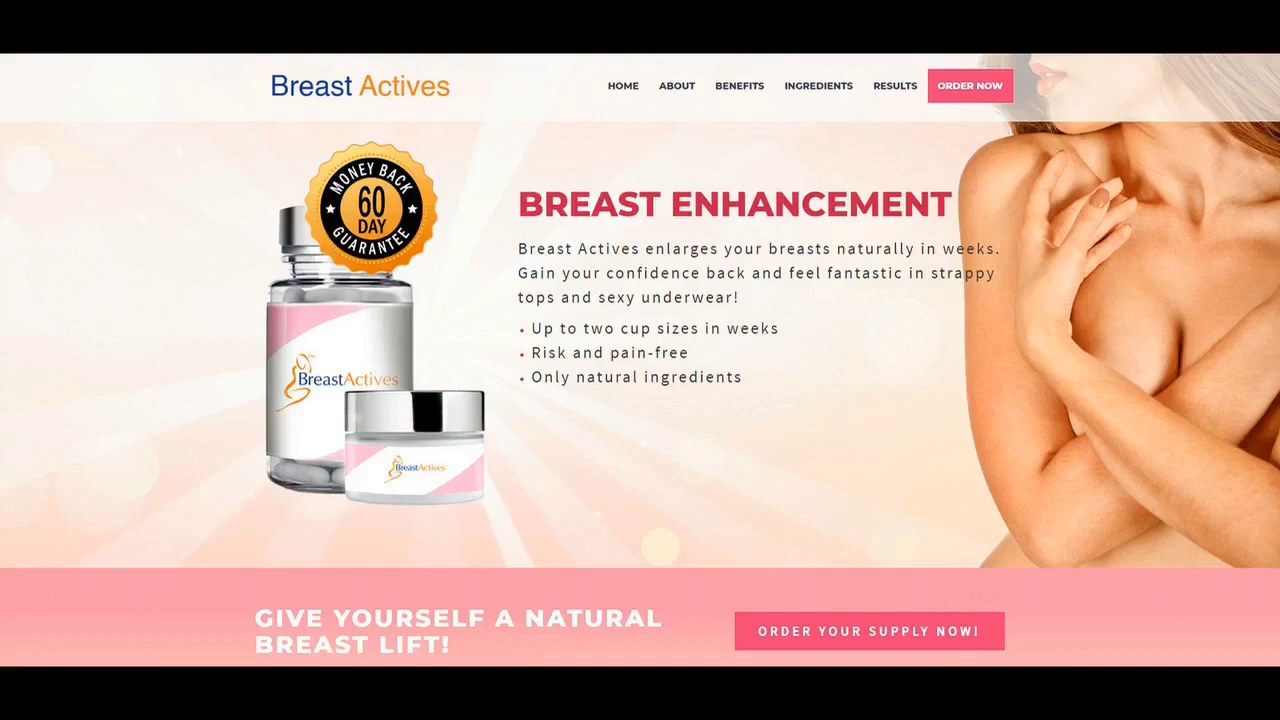 Breast Actives
HOME ABOUT BENEFITS INGREDIENTS RESULTS ORDER NOW
MONEY BACK
60
DAY
GUARANTEE
BREAST ENHANCEMENT
Breast Actives enlarges your breasts naturally in weeks.
Gain your confidence back and feel fantastic in strappy
tops and sexy underwear!
• Up to two cup sizes in weeks
• Risk and pain-free
• Only natural ingredients
BreastActives™
BreastActives
GIVE YOURSELF A NATURAL
BREAST LIFT!
ORDER YOUR SUPPLY NOW!